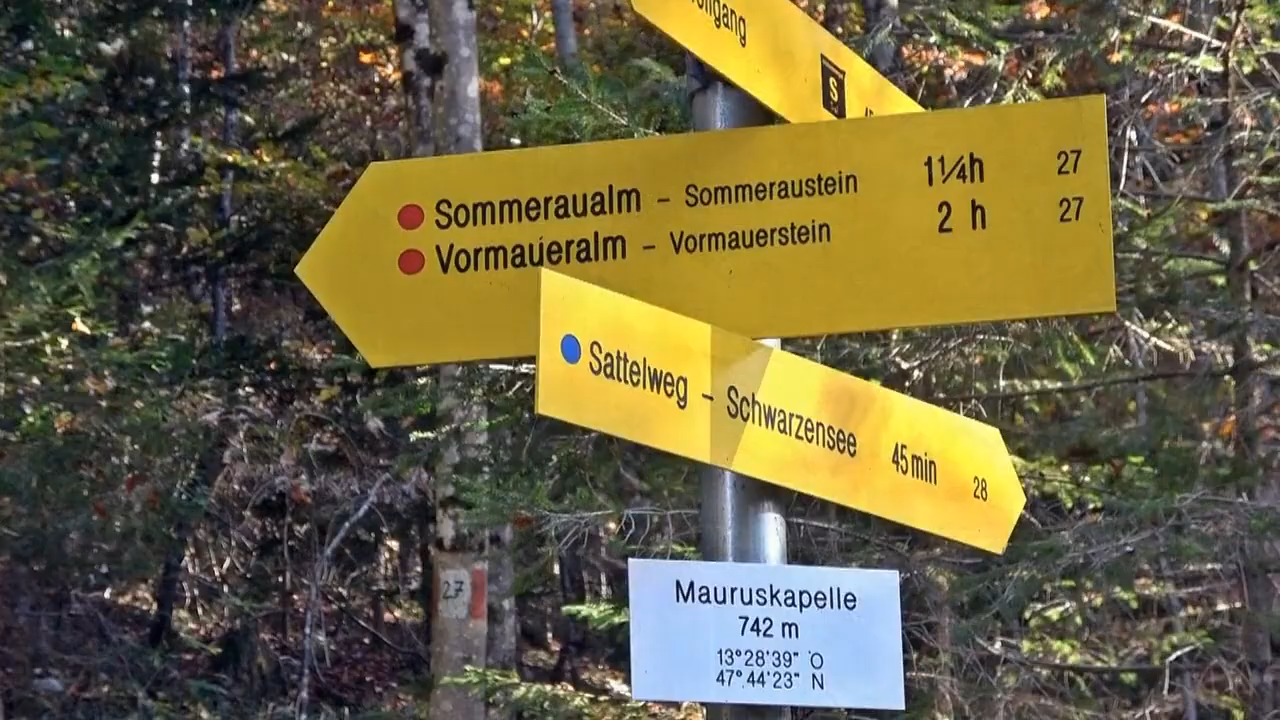 S
Sommeraualm – Sommeraustein 1¼h 27
Vormaueralm – Vormauerstein 2 h 27
Sattelweg – Schwarzensee 45 min 28
27
Mauruskapelle
742 m
13°28'39" O
47°44'23" N